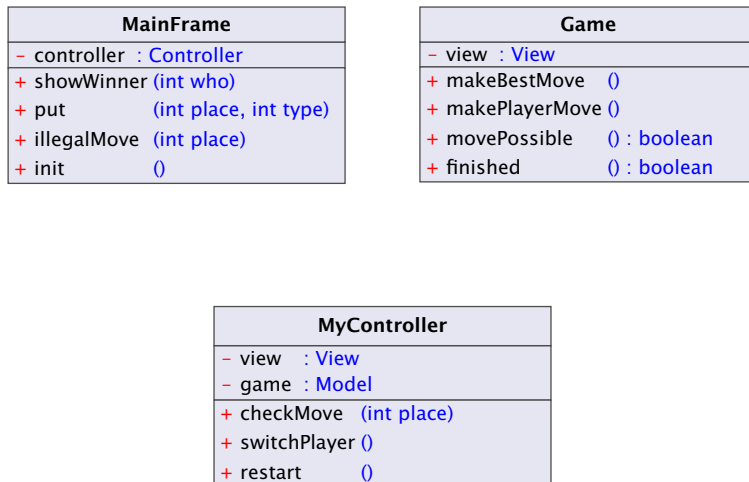 MainFrame
- controller : Controller
+ showWinner (int who)
+ put (int place, int type)
+ illegalMove (int place)
+ init ()
Game
- view : View
+ makeBestMove ()
+ makePlayerMove ()
+ movePossible () : boolean
+ finished () : boolean
MyController
- view : View
- game : Model
+ checkMove (int place)
+ switchPlayer ()
+ restart ()